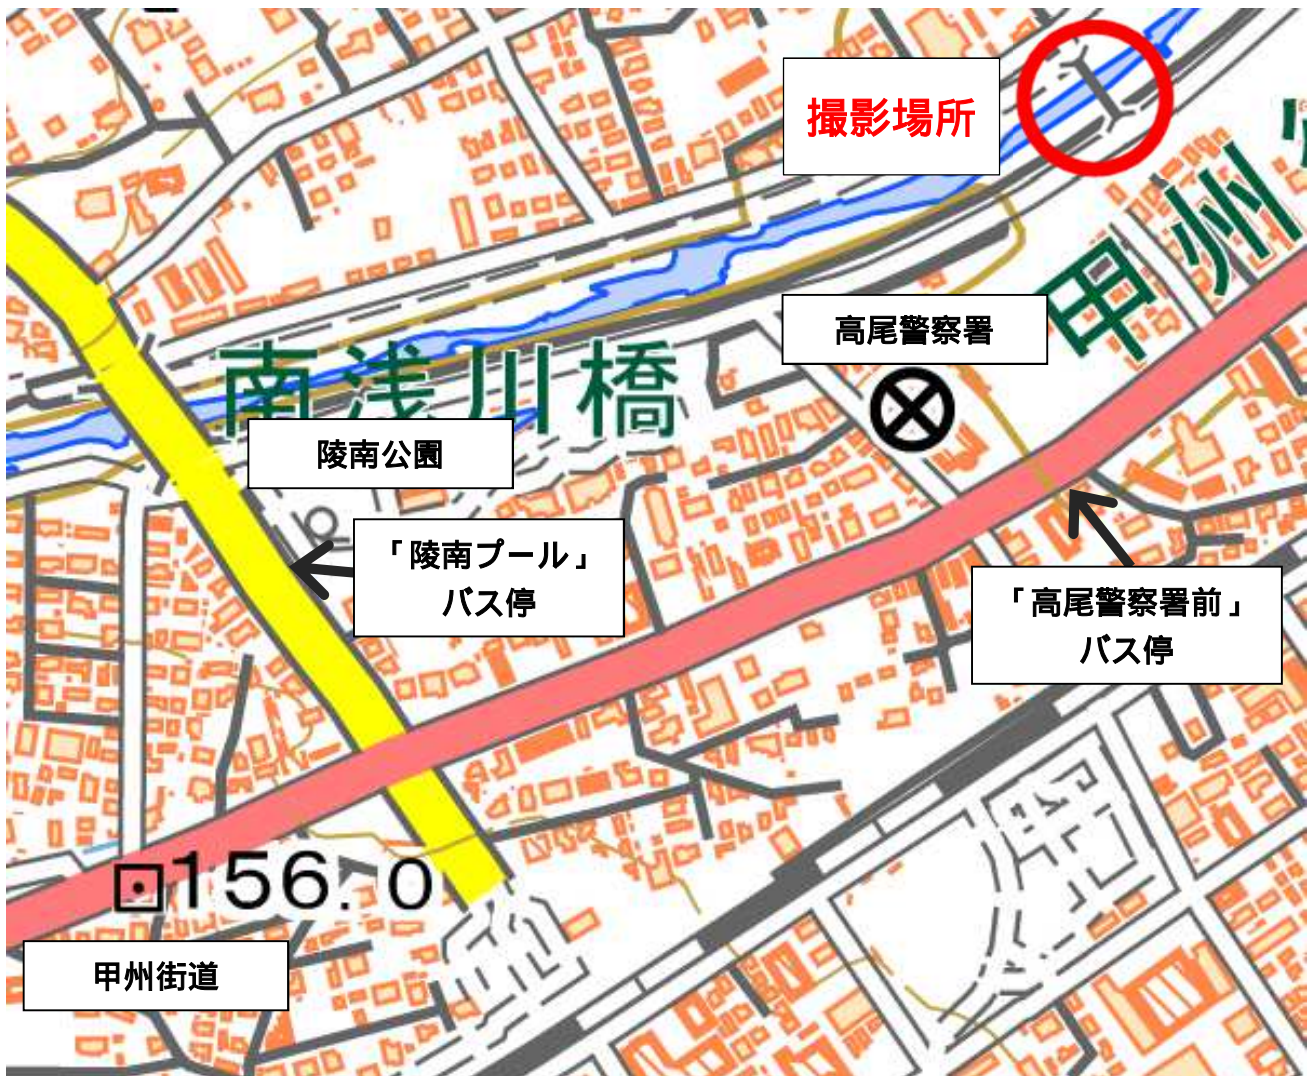 撮影場所
甲州
高尾警察署
南浅川橋
陵南公園
「陵南プール」
バス停
「高尾警察署前」
バス停
156.0
甲州街道